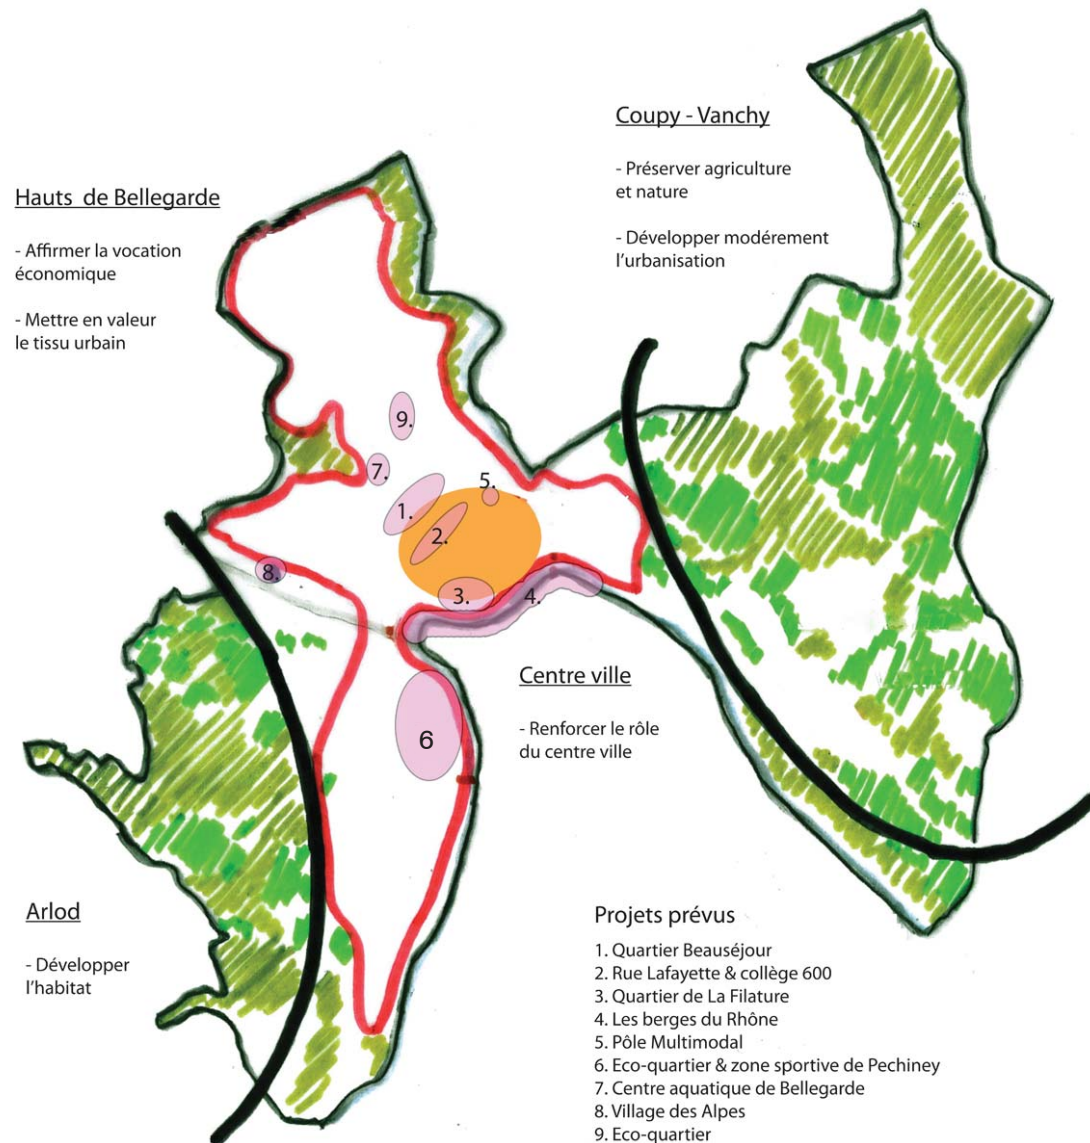 Coupy - Vanchy
- Préserver agriculture
et nature
- Développer modérement
l'urbanisation
Hauts de Bellegarde
- Affirmer la vocation
économique
- Mettre en valeur
le tissu urbain
9.
7.
5.
1.
2.
8.
3.
4.
6
Centre ville
- Renforcer le rôle
du centre ville
Arlod
- Développer
l'habitat
Projets prévus
1. Quartier Beauséjour
2. Rue Lafayette & collège 600
3. Quartier de La Filature
4. Les berges du Rhône
5. Pôle Multimodal
6. Eco-quartier & zone sportive de Pechiney
7. Centre aquatique de Bellegarde
8. Village des Alpes
9. Eco-quartier